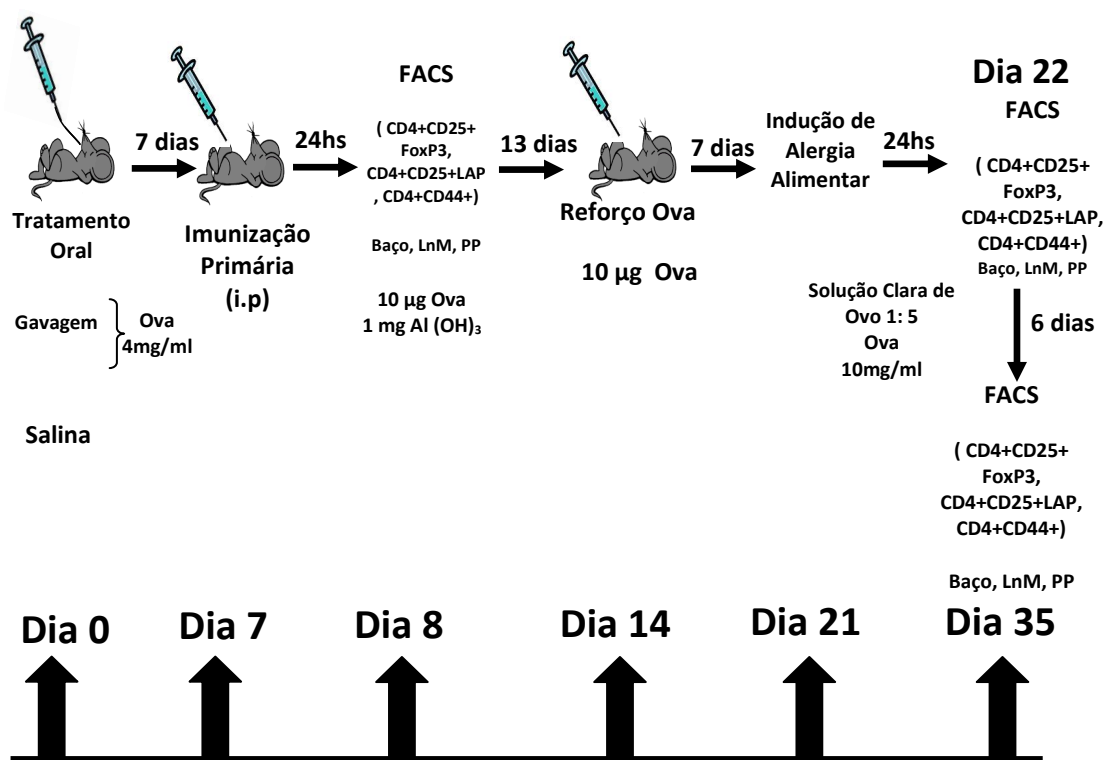 Tratamento
Oral
Gavagem
Ova
4mg/ml
Salina
7 dias
Imunização
Primária
(i.p)
24hs
FACS
( CD4+CD25+
FoxP3,
CD4+CD25+LAP
, CD4+CD44+)
Baço, LnM, PP
10 µg Ova
1 mg Al (OH)₃
13 dias
Reforço Ova
10 µg Ova
7 dias
Indução de
Alergia
Alimentar
Solução Clara de
Ovo 1: 5
Ova
10mg/ml
24hs
Dia 22
FACS
( CD4+CD25+
FoxP3,
CD4+CD25+LAP,
CD4+CD44+)
Baço, LnM, PP
6 dias
FACS
( CD4+CD25+
FoxP3,
CD4+CD25+LAP,
CD4+CD44+)
Baço, LnM, PP
Dia 0
Dia 7
Dia 8
Dia 14
Dia 21
Dia 35